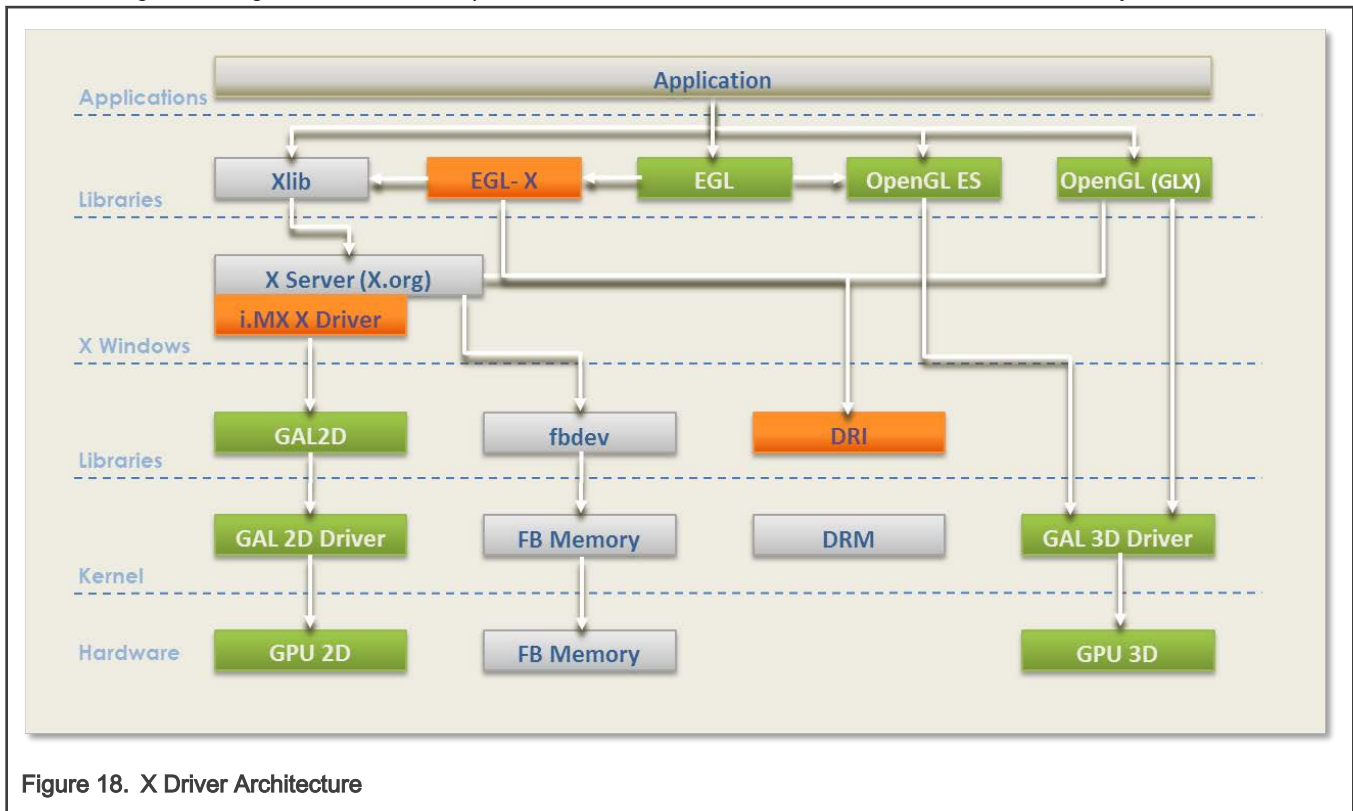 Application
Applications
Xlib
EGL- X
EGL
OpenGL ES
OpenGL (GLX)
Libraries
X Server (X.org)
i.MX X Driver
X Windows
GAL2D
fbdev
DRI
Libraries
GAL 2D Driver
FB Memory
DRM
GAL 3D Driver
Kernel
Hardware
GPU 2D
FB Memory
GPU 3D
Figure 18. X Driver Architecture